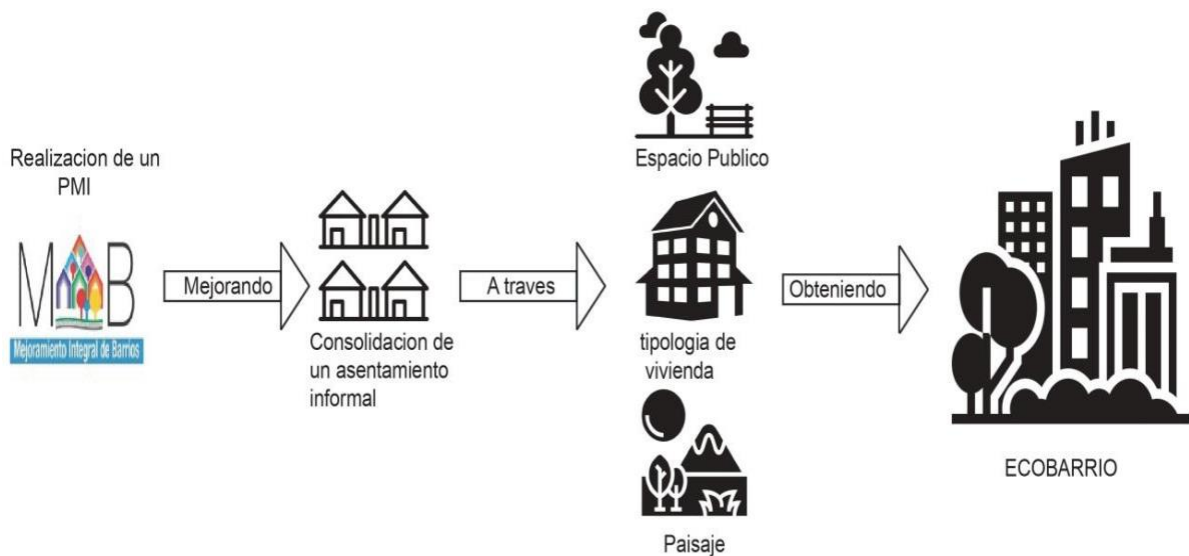 Realizacion de un
PMI
MIB
Mejoramiento Integral de Barrios
Mejorando
Consolidacion de
un asentamiento
informal
A traves
Espacio Publico
tipologia de
vivienda
Paisaje
Obteniendo
ECOBARRIO